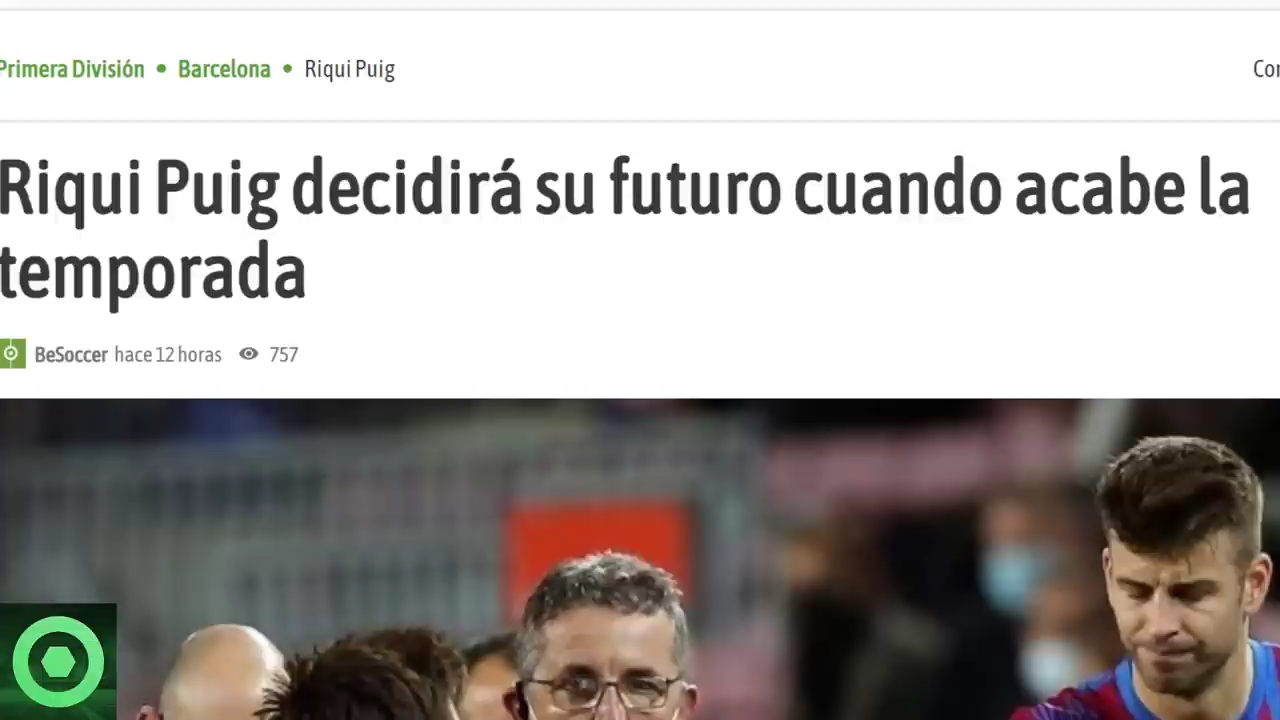 Primera División • Barcelona • Riqui Puig
Riqui Puig decidirá su futuro cuando acabe la
temporada
BeSoccer hace 12 horas 757